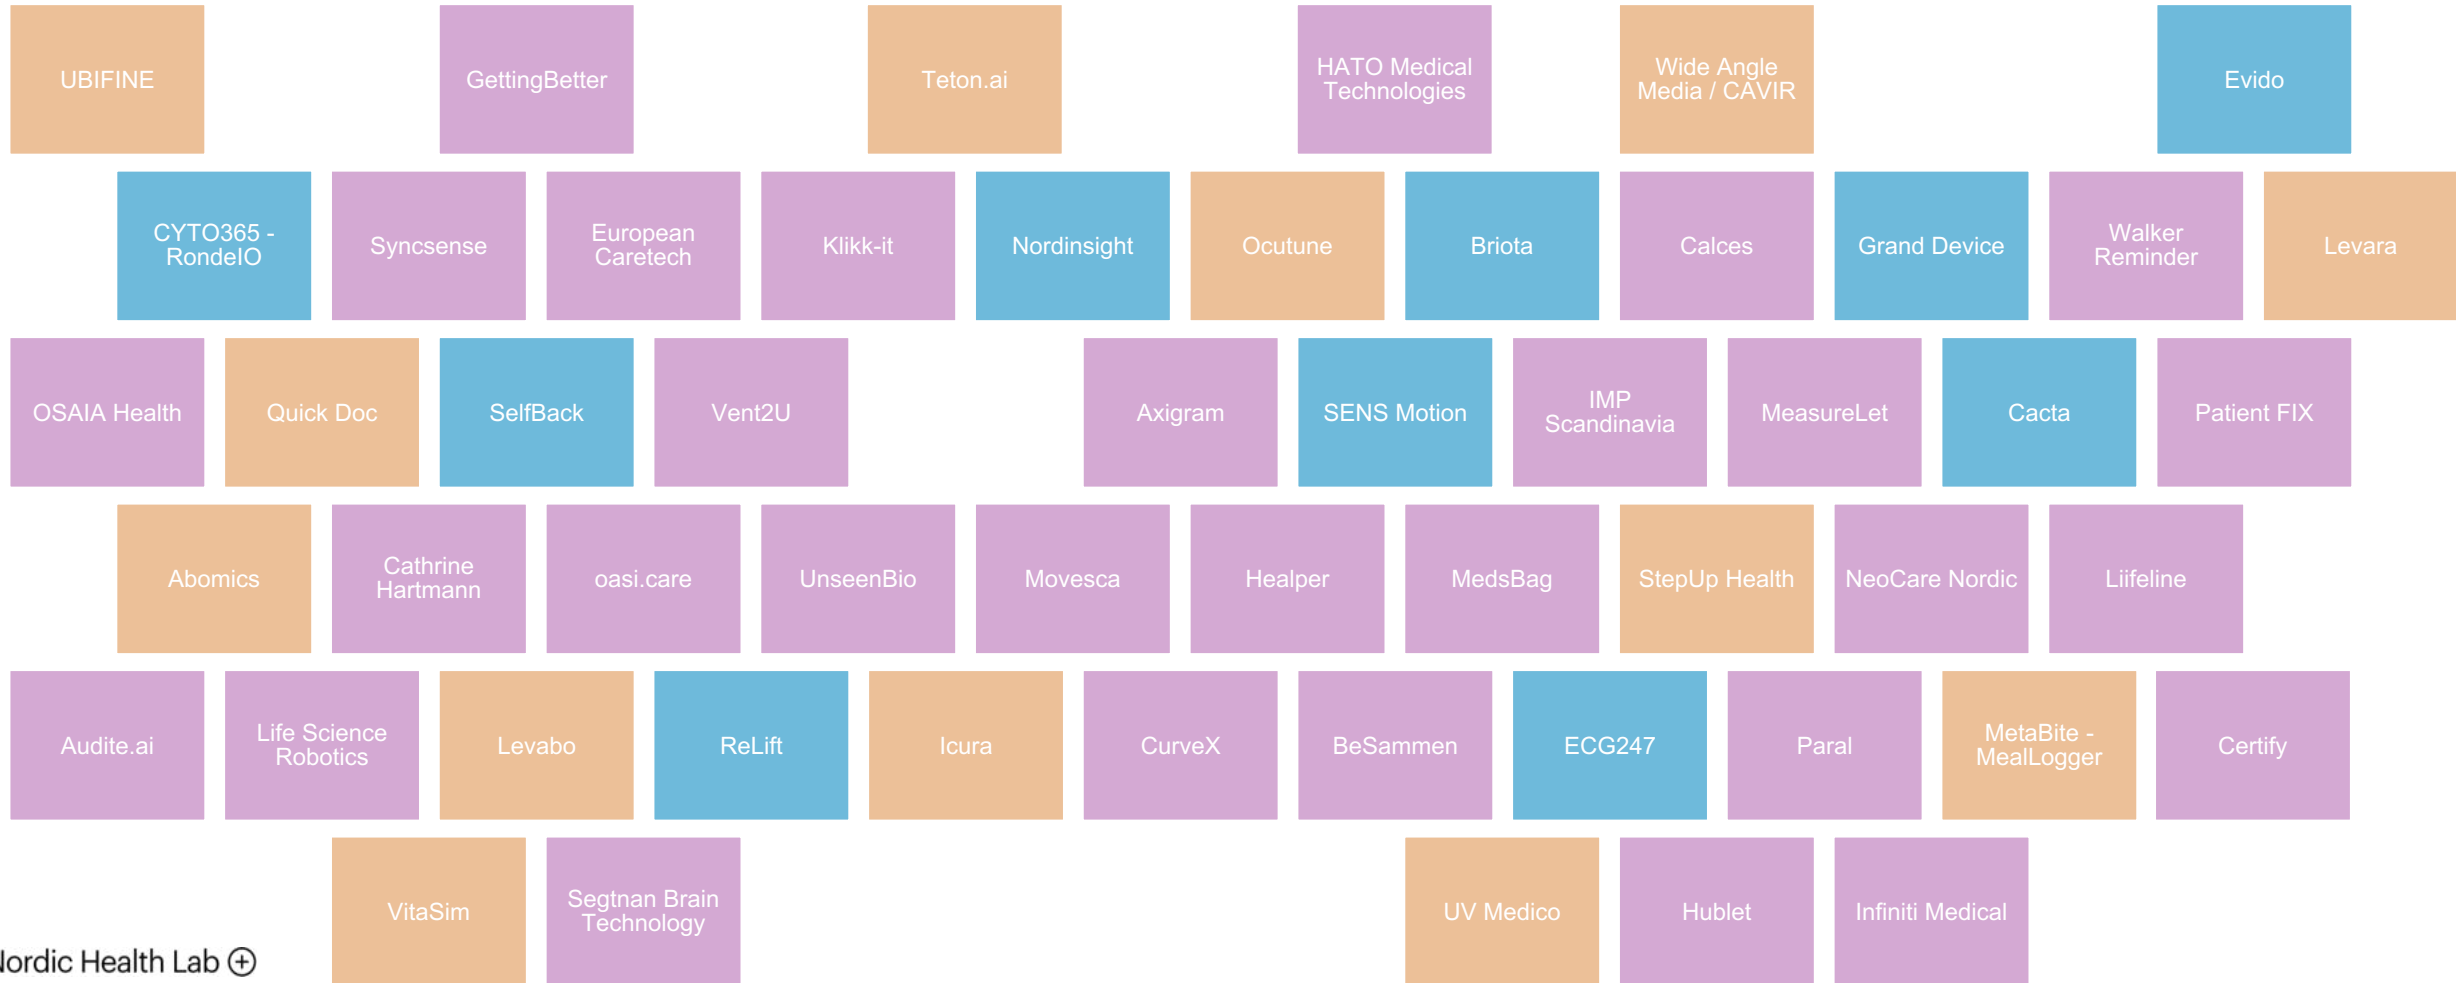 UBIFINE
GettingBetter
Teton.ai
HATO Medical
Technologies
Wide Angle
Media / CAVIR
Evido
CYTO365 -
RondeIO
Syncsense
European
Caretech
Klikk-it
Nordinsight
Ocutune
Briota
Calces
Grand Device
Walker
Reminder
Levara
OSAIA Health
Quick Doc
SelfBack
Vent2U
Axigram
SENS Motion
IMP
Scandinavia
MeasureLet
Cacta
Patient FIX
Abomics
Cathrine
Hartmann
oasi.care
UnseenBio
Movesca
Healper
MedsBag
StepUp Health
NeoCare Nordic
Liifeline
Audite.ai
Life Science
Robotics
Levabo
ReLift
Icura
CurveX
BeSammen
ECG247
Paral
MetaBite -
MealLogger
Certify
VitaSim
Segtnan Brain
Technology
UV Medico
Hublet
Infiniti Medical
Nordic Health Lab